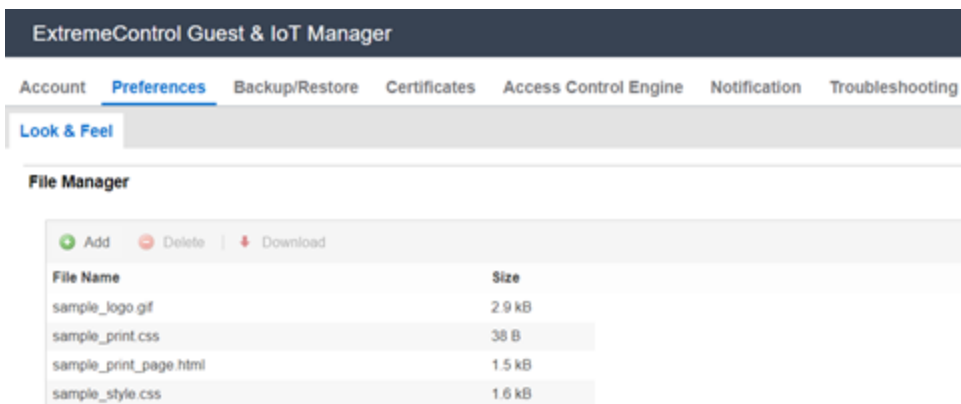 ExtremeControl Guest & IoT Manager
Account Preferences Backup/Restore Certificates Access Control Engine Notification Troubleshooting
Look & Feel
File Manager
Add Delete Download
File Name Size
sample_logo.gif 2.9 kB
sample_print.css 38 B
sample_print_page.html 1.5 kB
sample_style.css 1.6 kB